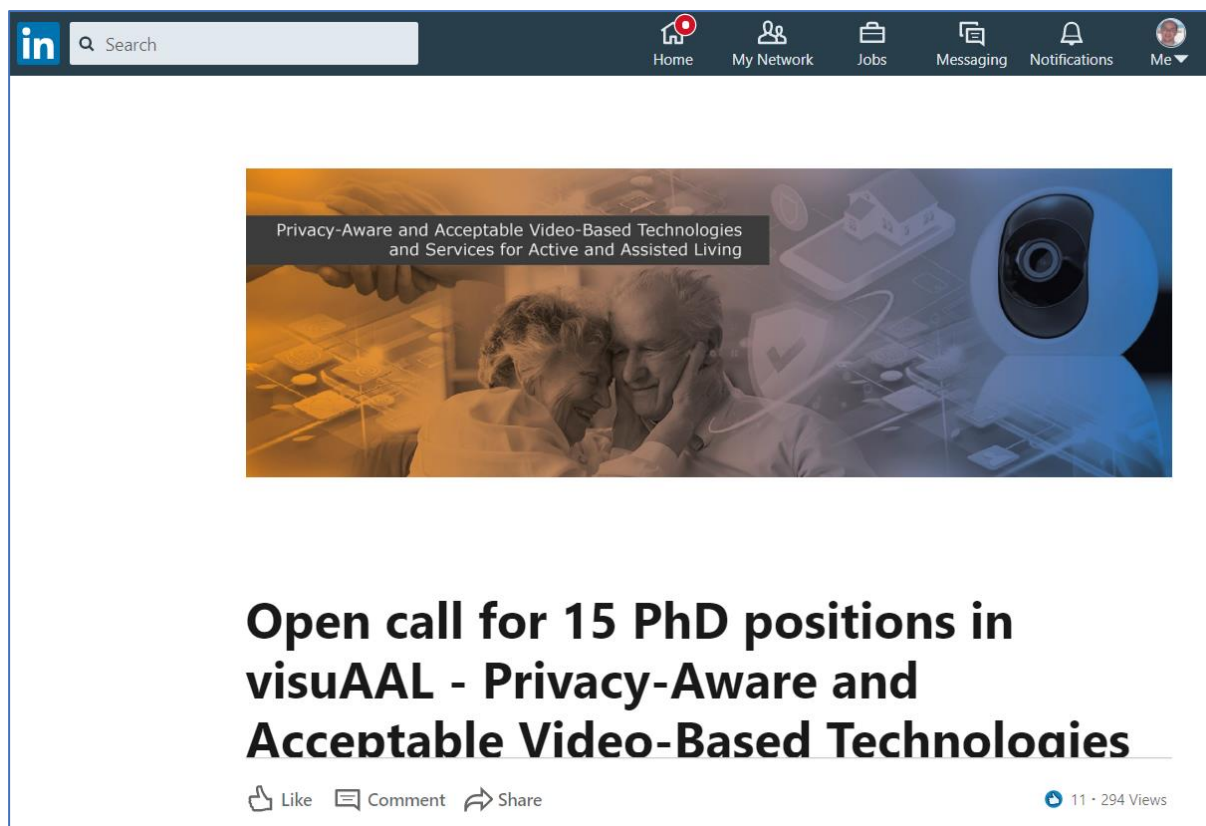 in
Search
Home
My Network
Jobs
Messaging
Notifications
Me
Privacy-Aware and Acceptable Video-Based Technologies
and Services for Active and Assisted Living
Open call for 15 PhD positions in
visuAAL - Privacy-Aware and
Acceptable Video-Based Technologies
Like
Comment
Share
11 · 294 Views